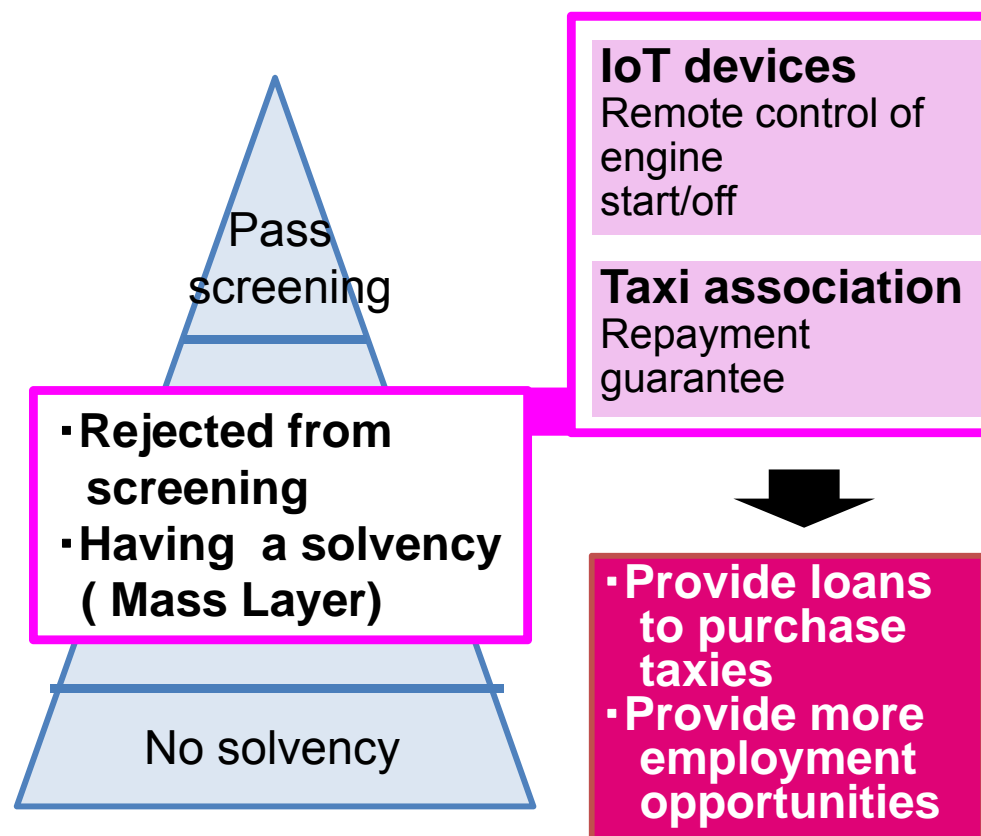 Pass
screening
・Rejected from
screening
・Having a solvency
( Mass Layer)
No solvency
IoT devices
Remote control of
engine
start/off
Taxi association
Repayment
guarantee
・Provide loans
to purchase
taxies
・Provide more
employment
opportunities